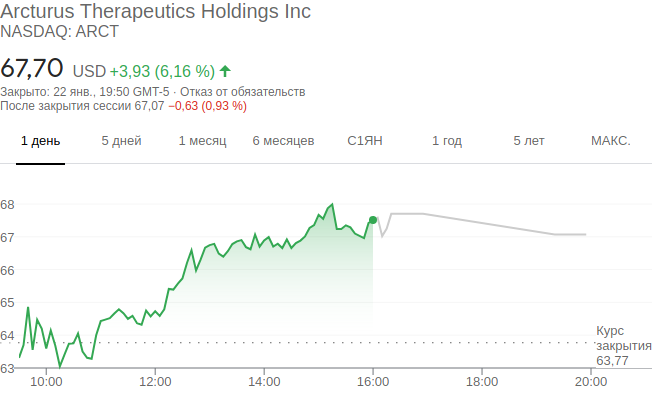 Arcturus Therapeutics Holdings Inc
NASDAQ: ARCT
67,70 USD +3,93 (6,16 %)
Закрыто: 22 янв., 19:50 GMT-5 · Отказ от обязательств
После закрытия сессии 67,07 −0,63 (0,93 %)
1 день 5 дней 1 месяц 6 месяцев С1ЯН 1 год 5 лет МАКС.
68
67
66
65
64
63
Курс
закрытия
63,77
10:00 12:00 14:00 16:00 18:00 20:00